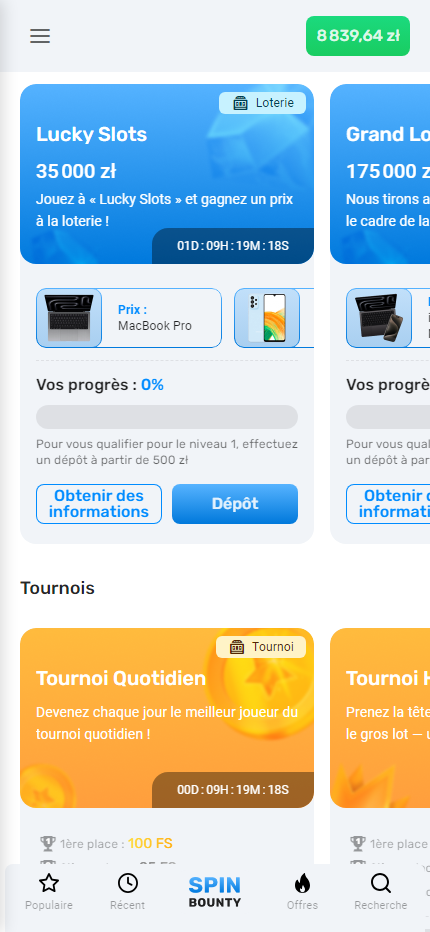 8 839,64 zł
Loterie
Lucky Slots
35 000 zł
Jouez à « Lucky Slots » et gagnez un prix
à la loterie !
01D : 09H : 19M : 18S
Prix :
MacBook Pro
Vos progrès : 0%
Pour vous qualifier pour le niveau 1, effectuez
un dépôt à partir de 500 zł
Obtenir des
informations
Dépôt
Grand Lo
175 000 zł
Nous tirons a
le cadre de la
Vos progrè
Pour vous qual
un dépôt à par
Obtenir d
informati
Tournois
Tournoi
Tournoi Quotidien
Devenez chaque jour le meilleur joueur du
tournoi quotidien !
00D : 09H : 19M : 18S
1ère place : 100 FS
Tournoi H
Prenez la tête
le gros lot — u
1ère place :
Populaire
Récent
SPIN
BOUNTY
Offres
Recherche